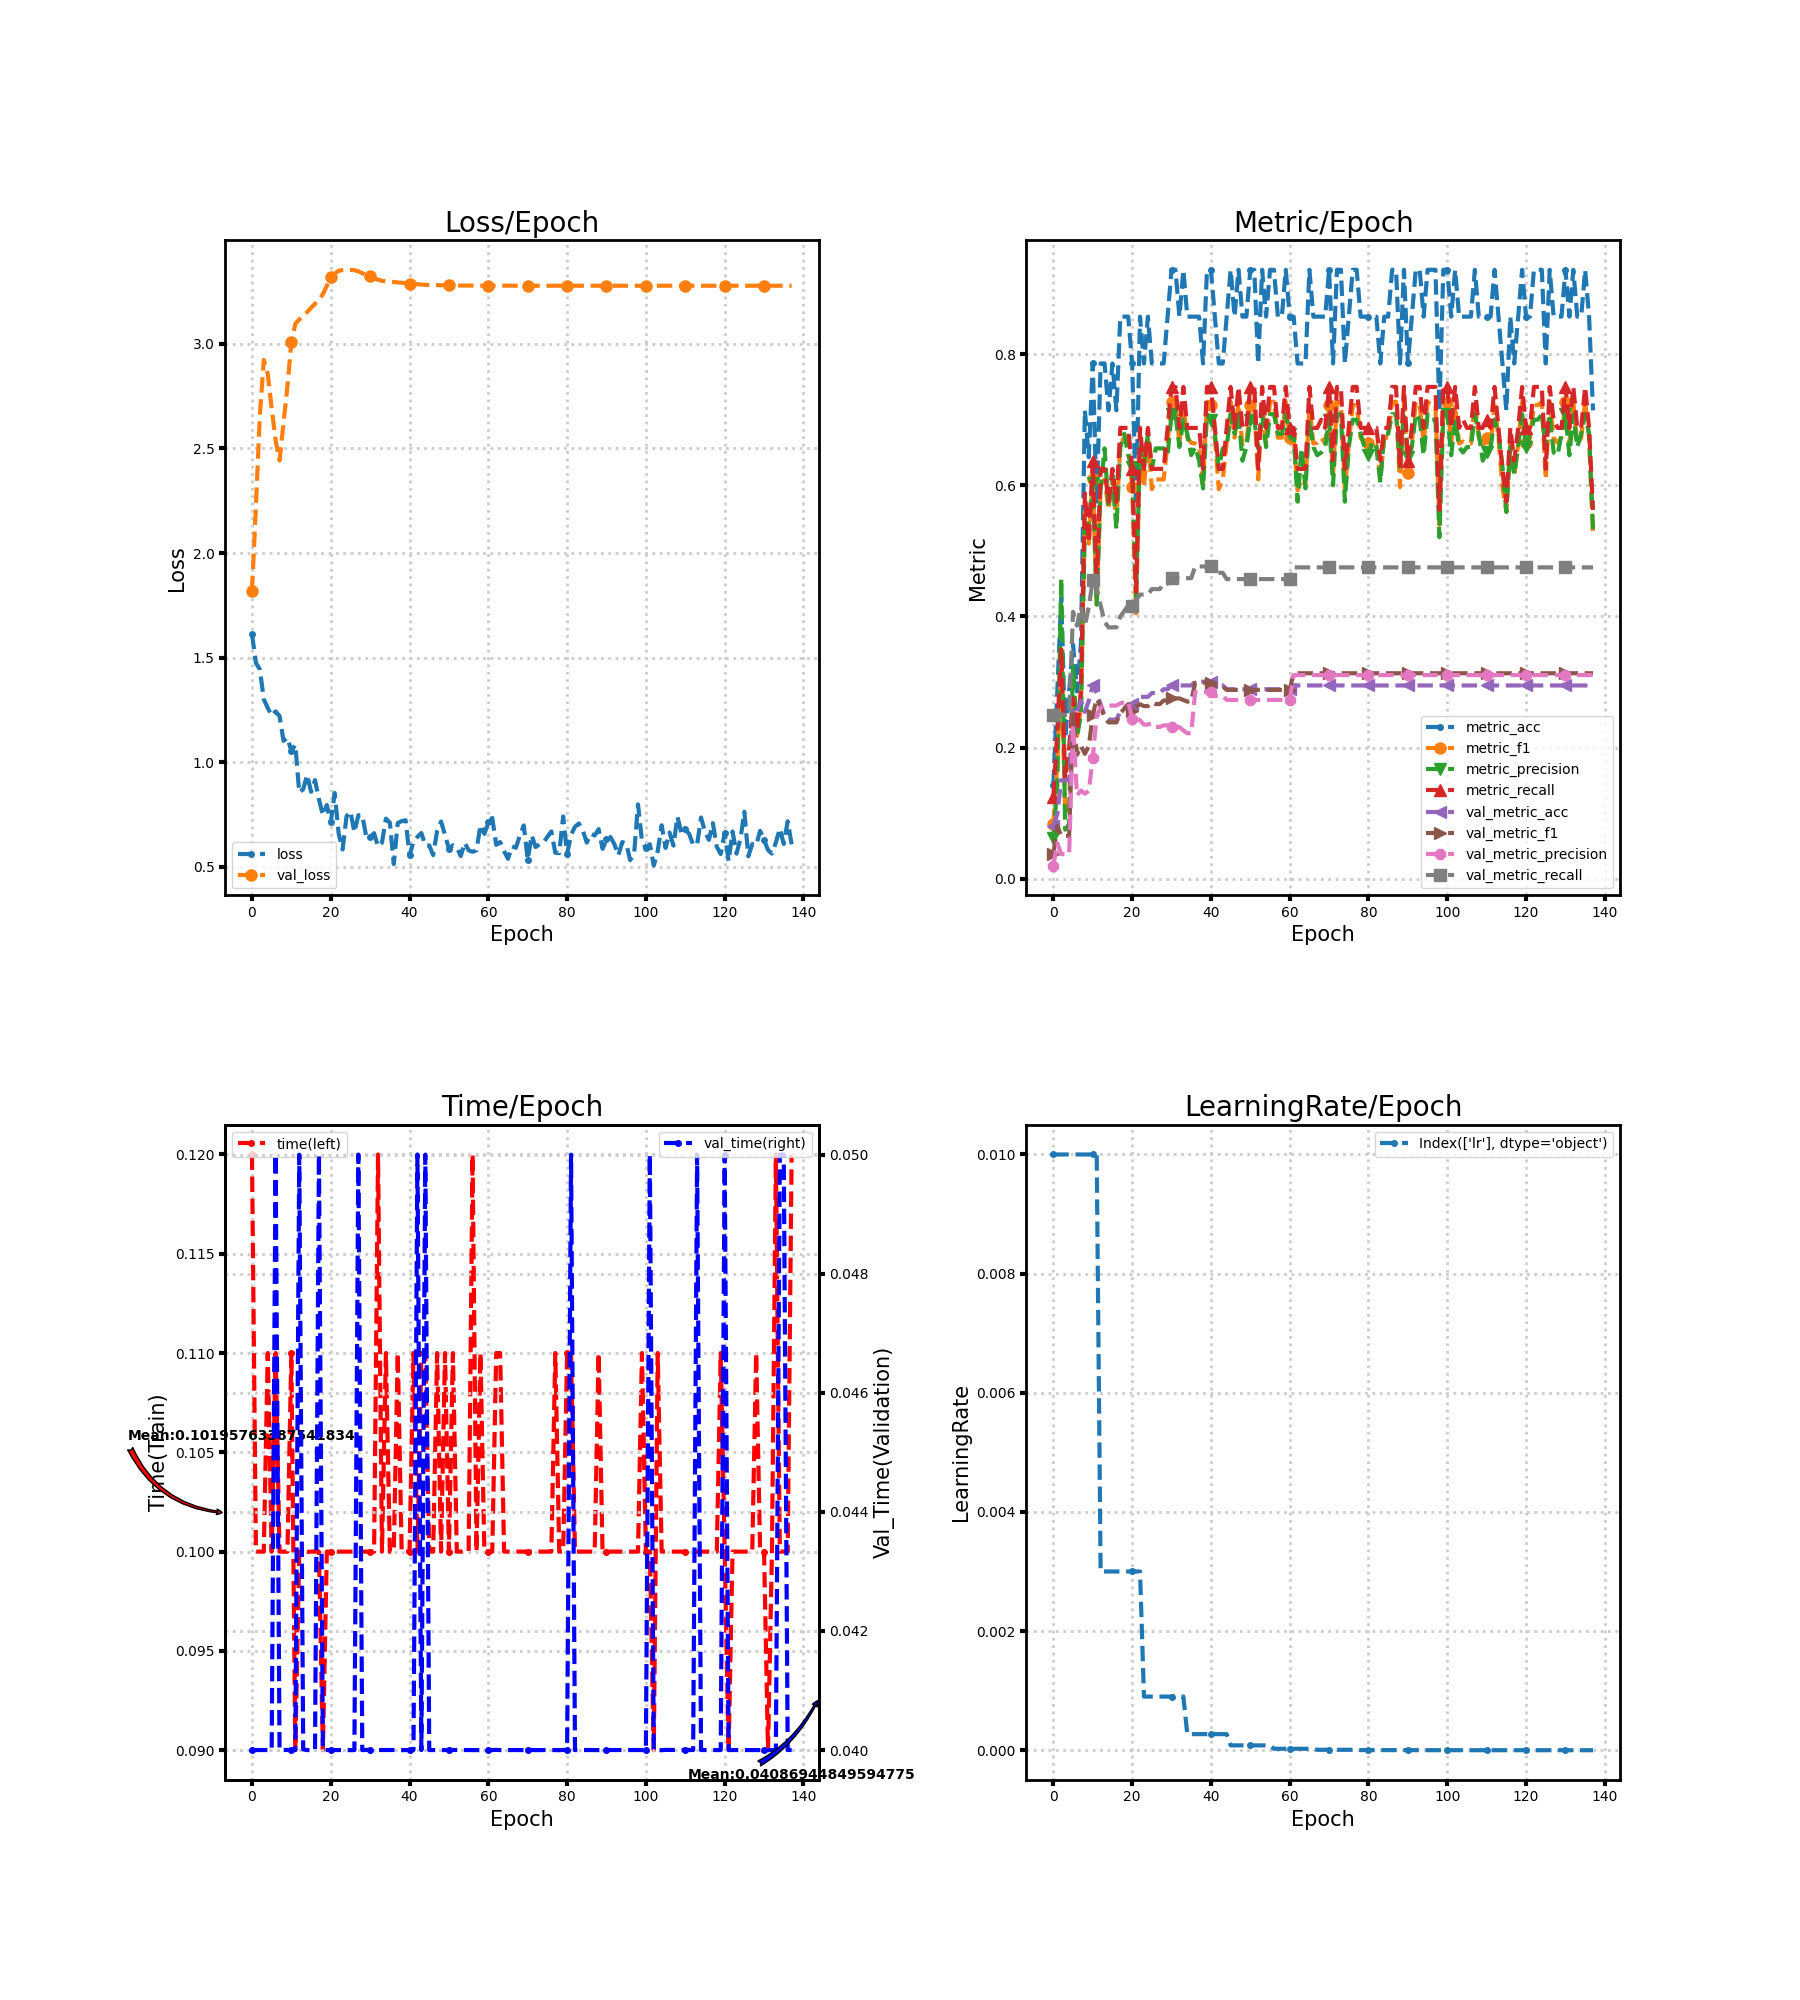 Loss/Epoch
Loss
3.0
2.5
2.0
1.5
1.0
0.5
loss
val_loss
0 20 40 60 80 100 120 140
Epoch
Metric/Epoch
Metric
0.8
0.6
0.4
0.2
0.0
metric_acc
metric_f1
metric_precision
metric_recall
val_metric_acc
val_metric_f1
val_metric_precision
val_metric_recall
0 20 40 60 80 100 120 140
Epoch
Time/Epoch
time(left)
val_time(right)
Time(Train)
0.120
0.115
0.110
0.105
0.100
0.095
0.090
0.050
0.048
0.046
0.044
0.042
0.040
Val_Time(Validation)
Mean:0.04086944849594775
0 20 40 60 80 100 120 140
Epoch
LearningRate/Epoch
Index(['lr'], dtype='object')
LearningRate
0.010
0.008
0.006
0.004
0.002
0.000
0 20 40 60 80 100 120 140
Epoch